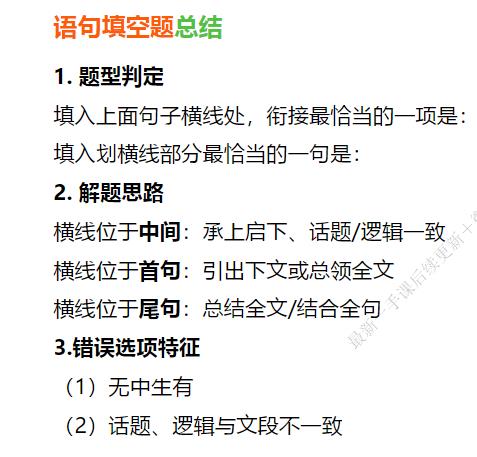 语句填空题总结
1. 题型判定
填入上面句子横线处，衔接最恰当的一项是：
填入划横线部分最恰当的一句是：
2. 解题思路
横线位于中间：承上启下、话题/逻辑一致
横线位于首句：引出下文或总领全文
横线位于尾句：总结全文/结合全句
3.错误选项特征
（1）无中生有
（2）话题、逻辑与文段不一致
最新一手课后续更新＋